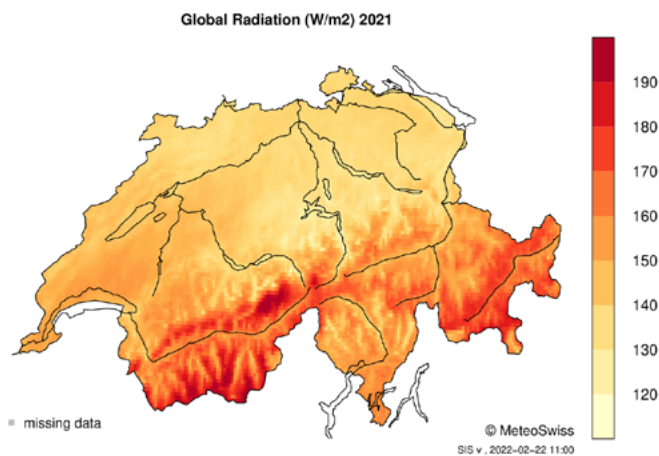 Global Radiation (W/m2) 2021
190
180
170
160
150
140
130
120
missing data
© MeteoSwiss
SIS v , 2022-02-22 11:00